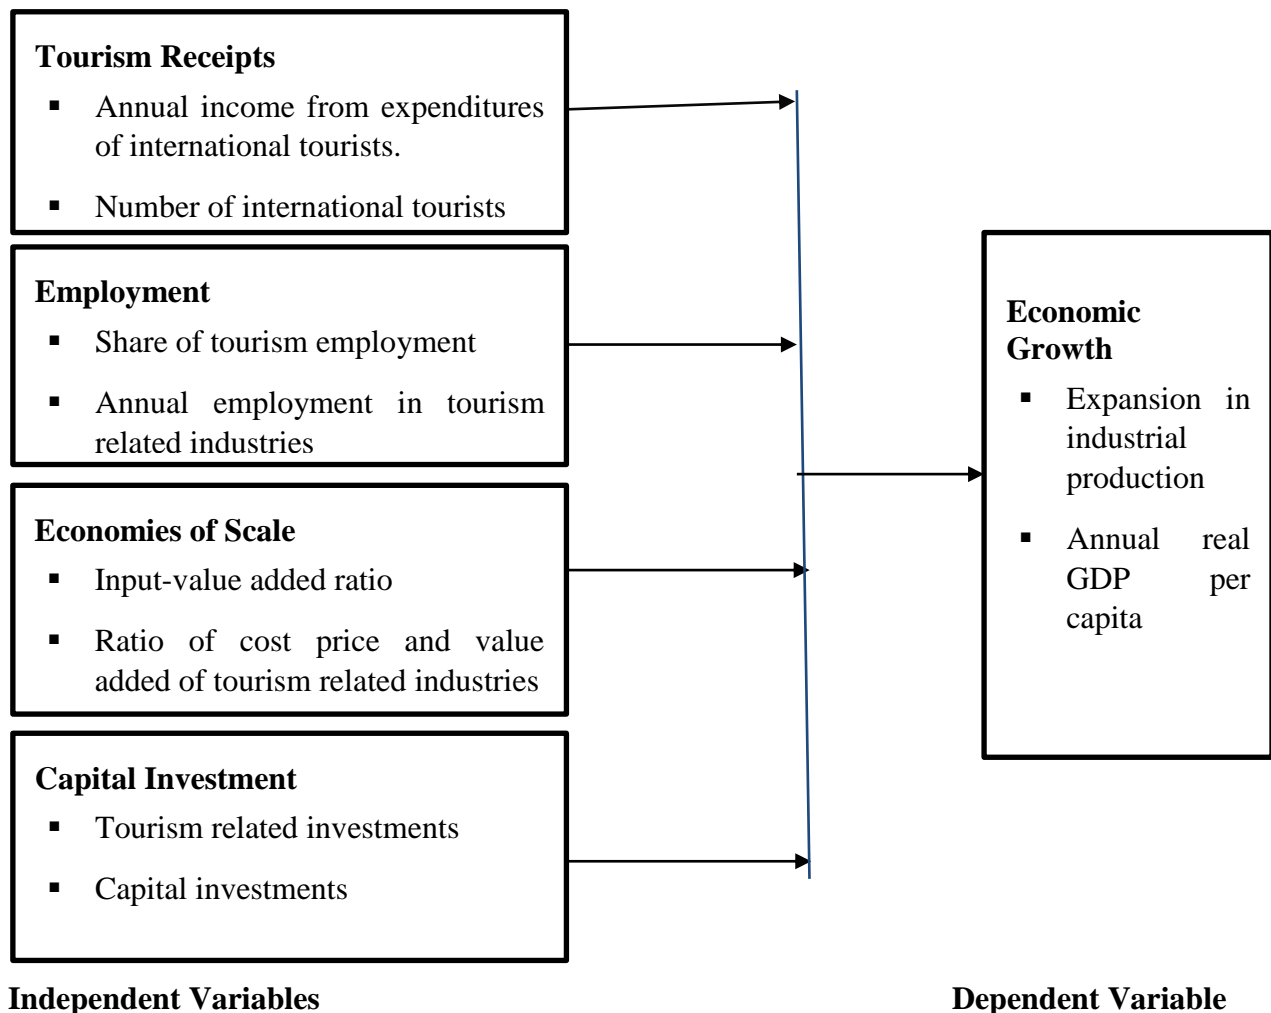 Tourism Receipts
▪ Annual income from expenditures
of international tourists.
▪ Number of international tourists
Employment
▪ Share of tourism employment
▪ Annual employment in tourism
related industries
Economies of Scale
▪ Input-value added ratio
▪ Ratio of cost price and value
added of tourism related industries
Capital Investment
▪ Tourism related investments
▪ Capital investments
Economic
Growth
▪ Expansion in
industrial
production
▪ Annual real
GDP per
capita
Independent Variables
Dependent Variable